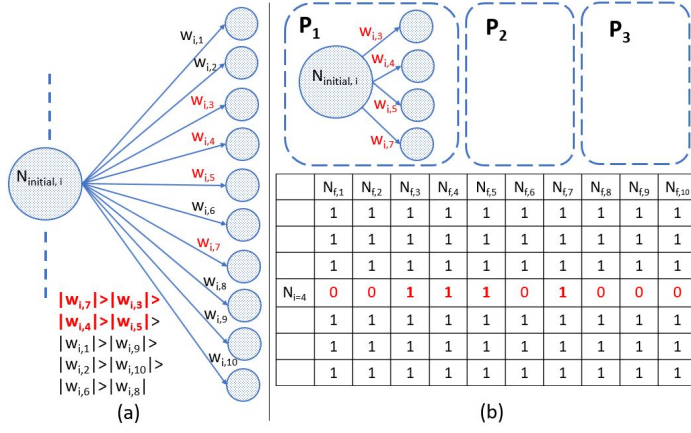 w_i,1
w_i,2
w_i,3
w_i,4
w_i,5
w_i,6
w_i,7
w_i,8
w_i,9
w_i,10
N_initial, i
|w_i,7|>|w_i,3|>
|w_i,4|>|w_i,5|>
|w_i,1|>|w_i,9|>
|w_i,2|>|w_i,10|>
|w_i,6|>|w_i,8|
(a)
P_1 P_2 P_3
N_initial, i
w_i,3
w_i,4
w_i,5
w_i,7
N_f,1 N_f,2 N_f,3 N_f,4 N_f,5 N_f,6 N_f,7 N_f,8 N_f,9 N_f,10
1 1 1 1 1 1 1 1 1 1
1 1 1 1 1 1 1 1 1 1
1 1 1 1 1 1 1 1 1 1
N_i=4 0 0 1 1 1 0 1 0 0 0
1 1 1 1 1 1 1 1 1 1
1 1 1 1 1 1 1 1 1 1
1 1 1 1 1 1 1 1 1 1
(b)